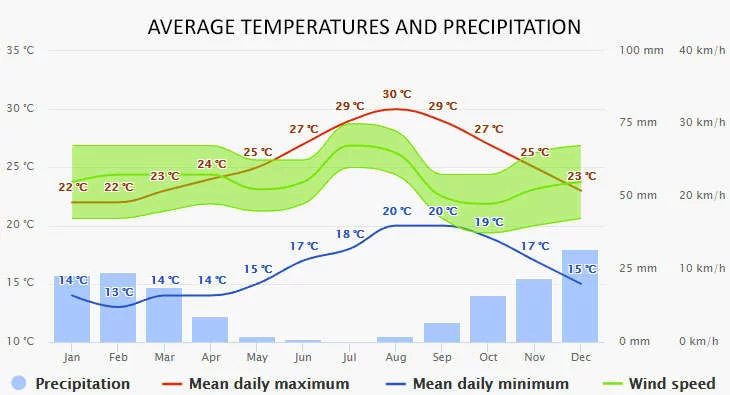 AVERAGE TEMPERATURES AND PRECIPITATION
35 °C 100 mm 40 km/h
30 °C 75 mm 30 km/h
25 °C 50 mm 20 km/h
20 °C 25 mm 10 km/h
15 °C 0 mm 0 km/h
10 °C
22 °C 22 °C 23 °C 24 °C 25 °C 27 °C 29 °C 30 °C 29 °C 27 °C 25 °C 23 °C
14 °C 13 °C 14 °C 14 °C 15 °C 17 °C 18 °C 20 °C 20 °C 19 °C 17 °C 15 °C
Jan Feb Mar Apr May Jun Jul Aug Sep Oct Nov Dec
Precipitation Mean daily maximum Mean daily minimum Wind speed